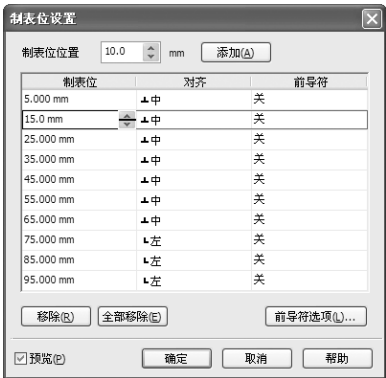 制表位设置
制表位位置 10.0 mm 添加(A)
制表位 对齐 前导符
5.000 mm 中 关
15.0 mm 中 关
25.000 mm 中 关
35.000 mm 中 关
45.000 mm 中 关
55.000 mm 中 关
65.000 mm 中 关
75.000 mm 左 关
85.000 mm 左 关
95.000 mm 左 关
移除(R) 全部移除(E) 前导符选项(L)...
预览(P) 确定 取消 帮助